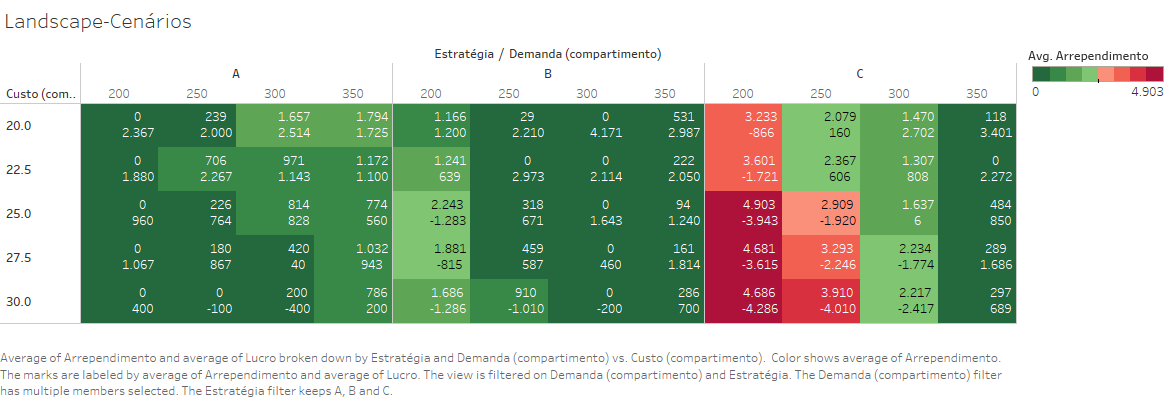 Landscape-Cenários
Estratégia / Demanda (compartimento)
Avg. Arrependimento
A B C
0 4.903
Custo (com.. 200 250 300 350 200 250 300 350 200 250 300 350
20.0 0 239 1.657 1.794 1.166 29 0 531 3.233 2.079 1.470 118
2.367 2.000 2.514 1.725 1.200 2.210 4.171 2.987 -866 160 2.702 3.401
22.5 0 706 971 1.172 1.241 0 0 222 3.601 2.367 1.307 0
1.880 2.267 1.143 1.100 639 2.973 2.114 2.050 -1.721 606 808 2.272
25.0 0 226 814 774 2.243 318 0 94 4.903 2.909 1.637 484
960 764 828 560 -1.283 671 1.643 1.240 -3.943 -1.920 6 850
27.5 0 180 420 1.032 1.881 459 0 161 4.681 3.293 2.234 289
1.067 867 40 943 -815 587 460 1.814 -3.615 -2.246 -1.774 1.686
30.0 0 0 200 786 1.686 910 0 286 4.686 3.910 2.217 297
400 -100 -400 200 -1.286 -1.010 -200 700 -4.286 -4.010 -2.417 689
Average of Arrependimento and average of Lucro broken down by Estratégia and Demanda (compartimento) vs. Custo (compartimento). Color shows average of Arrependimento.
The marks are labeled by average of Arrependimento and average of Lucro. The view is filtered on Demanda (compartimento) and Estratégia. The Demanda (compartimento) filter
has multiple members selected. The Estratégia filter keeps A, B and C.